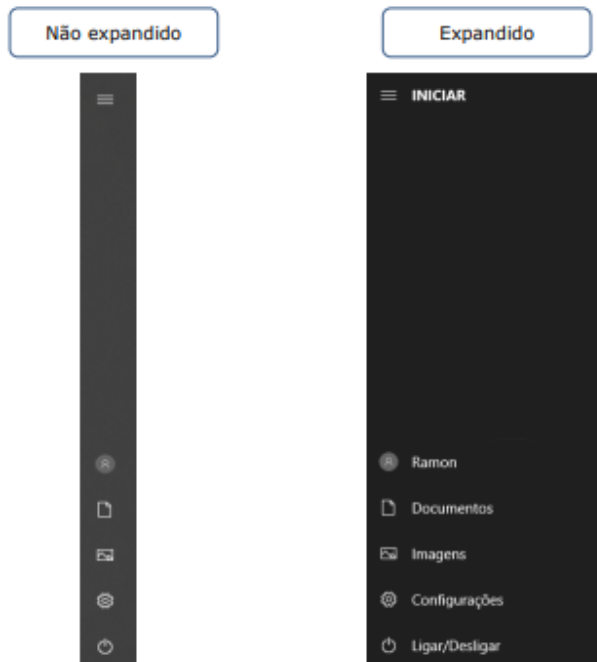 Não expandido
Expandido
INICIAR
Ramon
Documentos
Imagens
Configurações
Ligar/Desligar